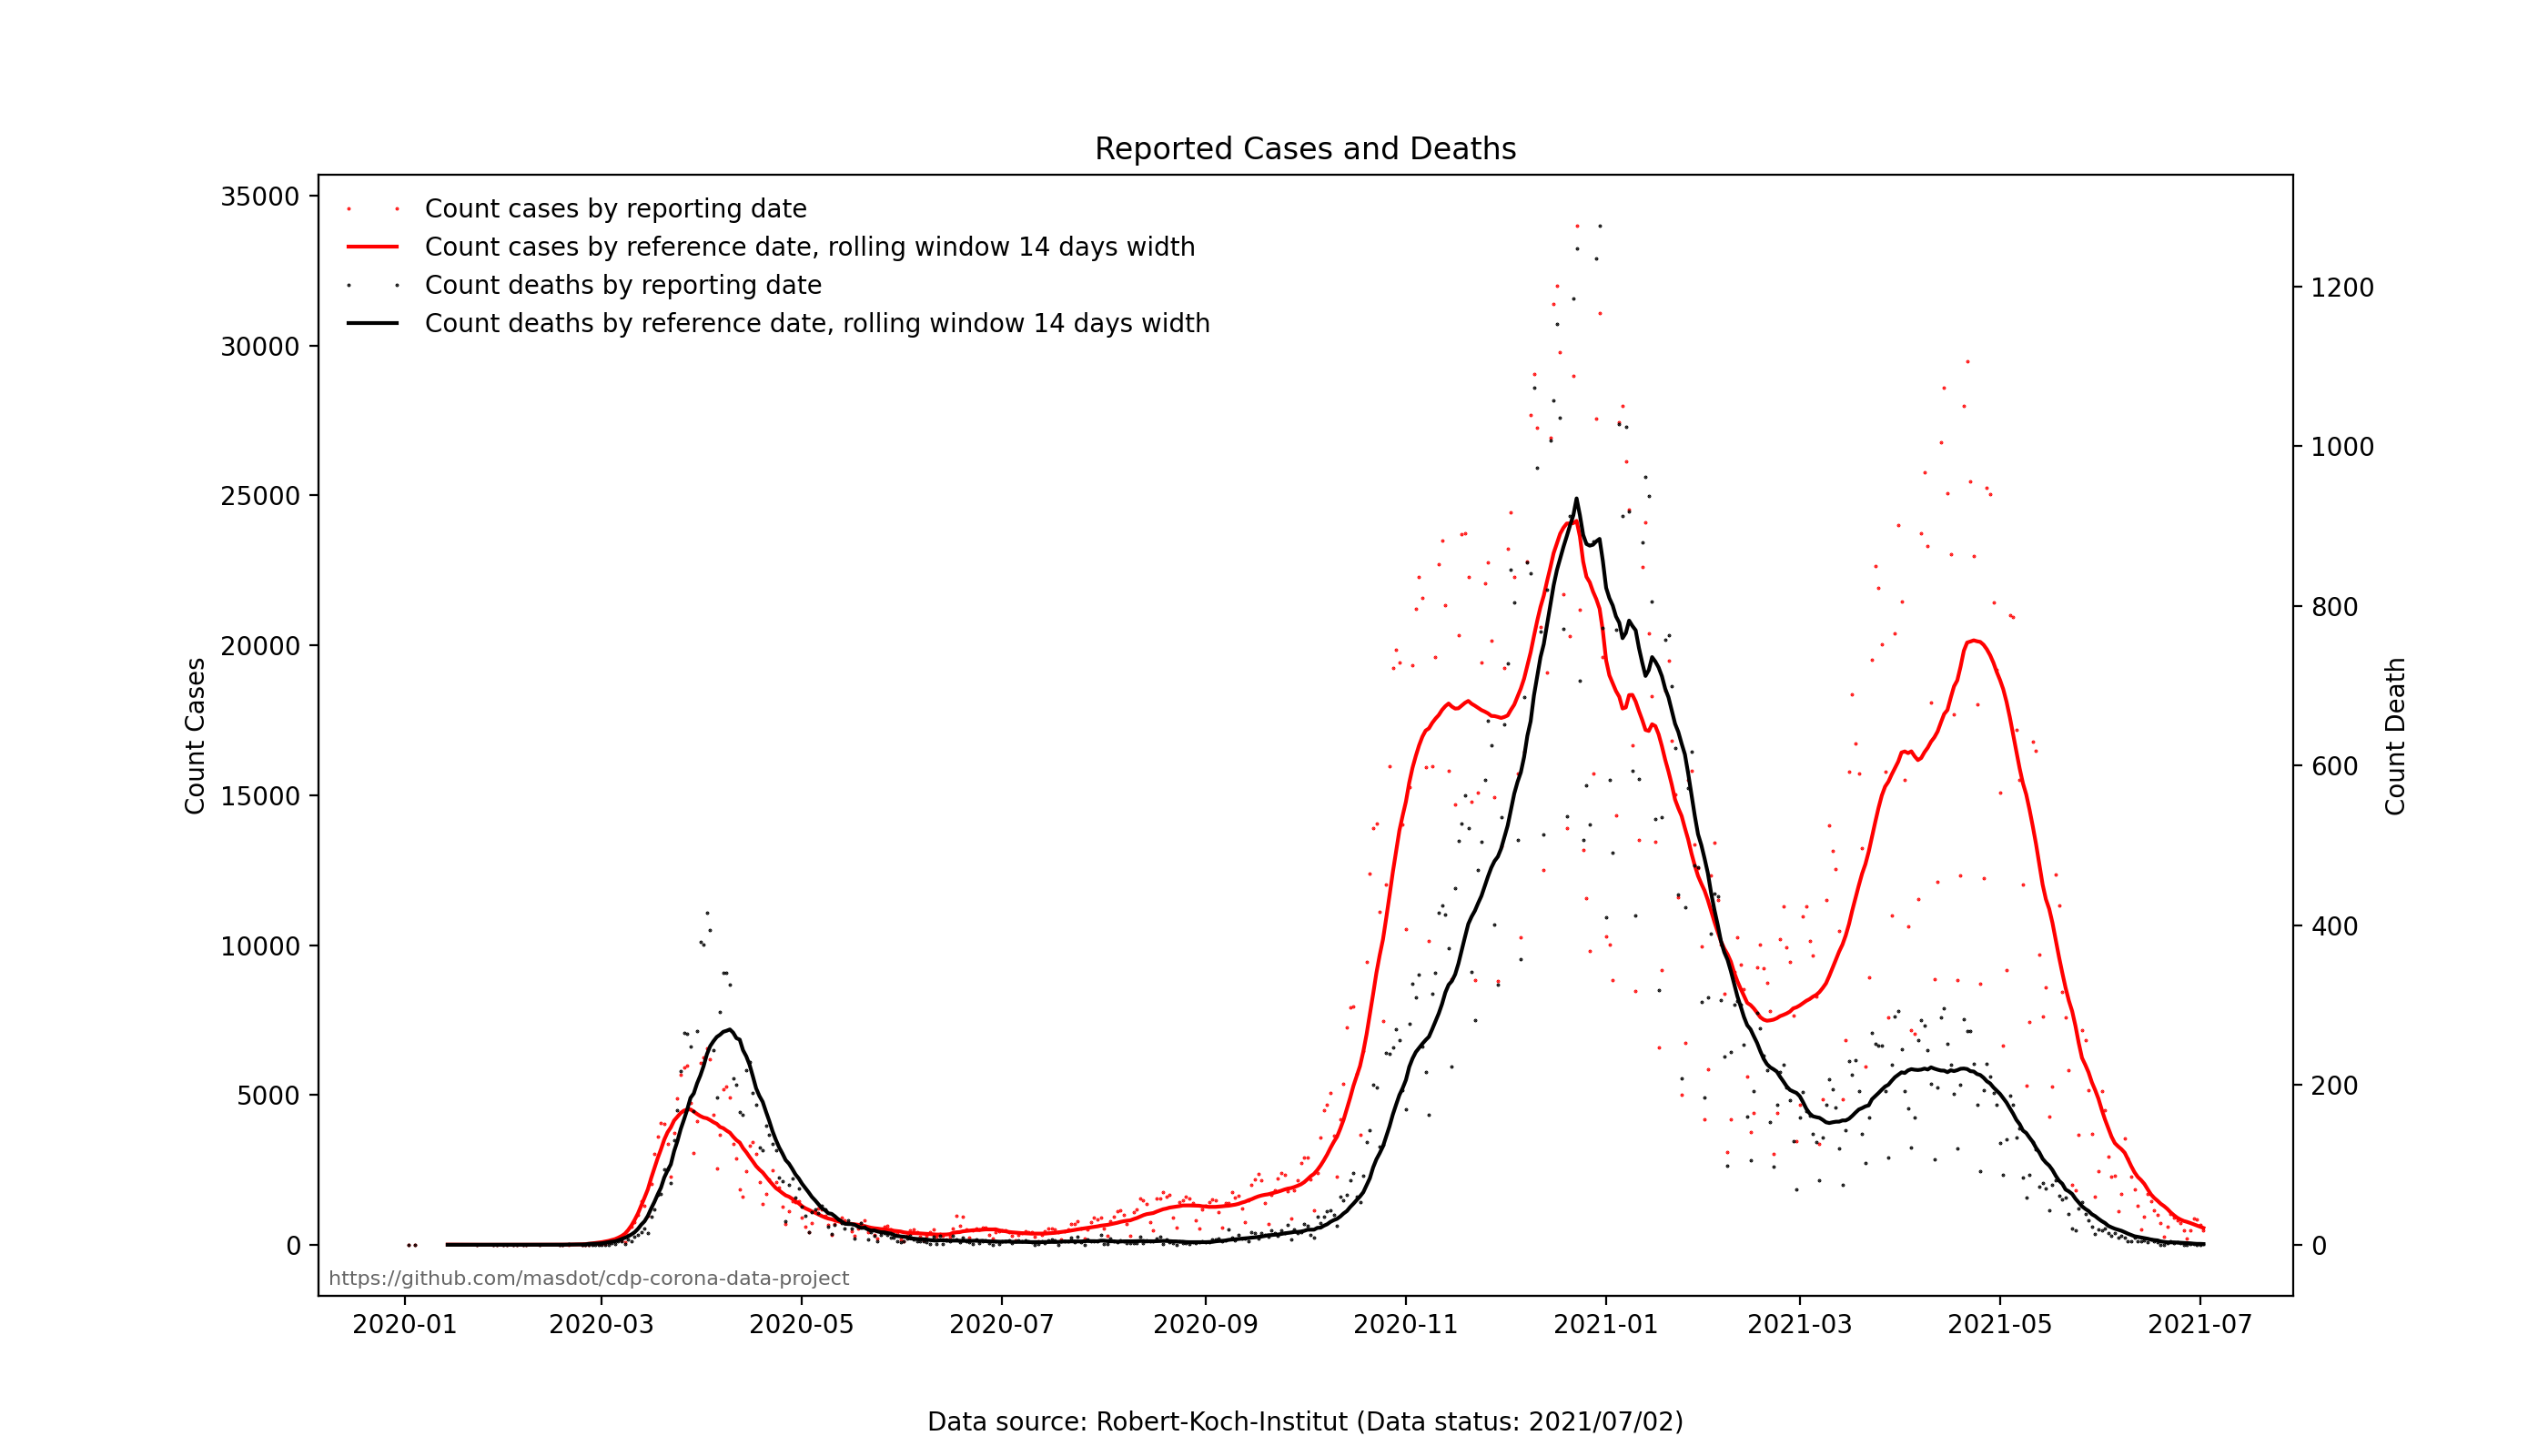 Reported Cases and Deaths
Count cases by reporting date
Count cases by reference date, rolling window 14 days width
Count deaths by reporting date
Count deaths by reference date, rolling window 14 days width
35000
30000
25000
20000
15000
10000
5000
0
Count Cases
1200
1000
800
600
400
200
0
Count Death
https://github.com/masdot/cdp-corona-data-project
2020-01 2020-03 2020-05 2020-07 2020-09 2020-11 2021-01 2021-03 2021-05 2021-07
Data source: Robert-Koch-Institut (Data status: 2021/07/02)